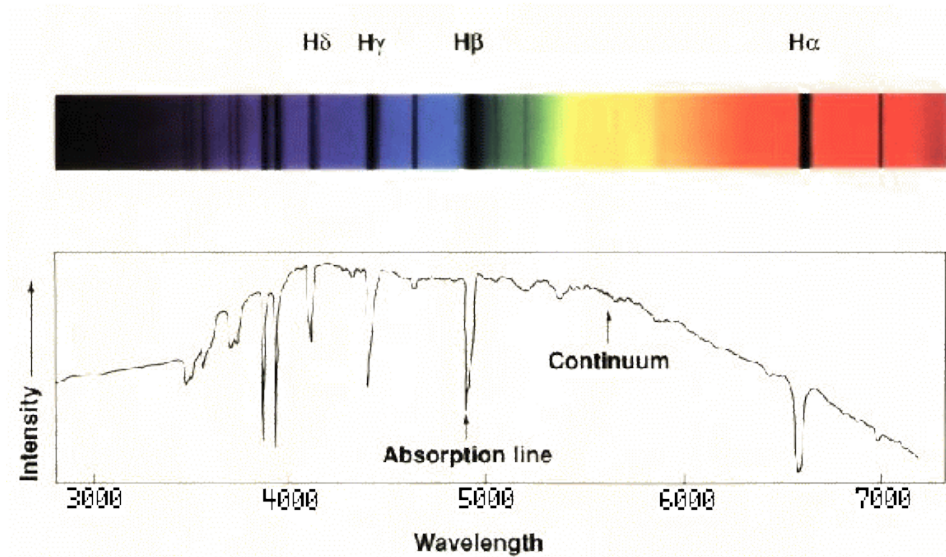 Hδ Hγ Hβ Hα
Continuum
Absorption line
Intensity
3000 4000 5000 6000 7000
Wavelength